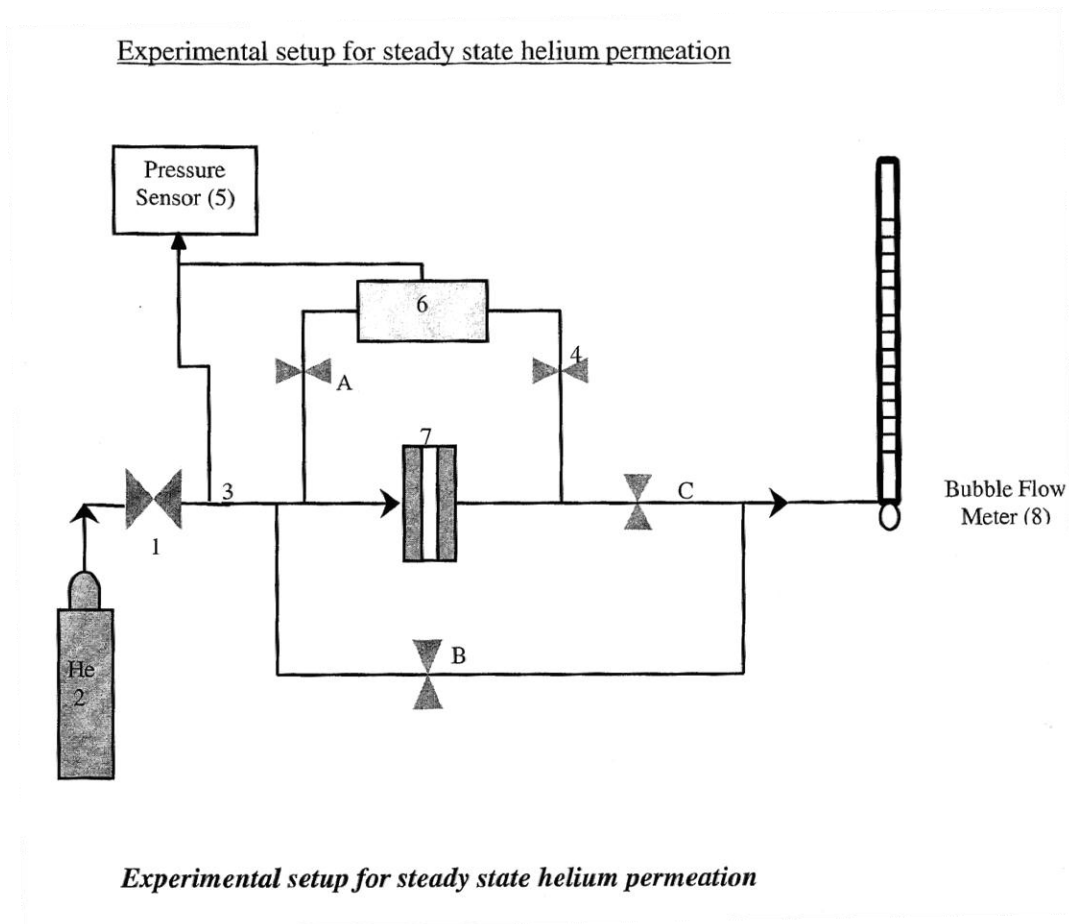 Experimental setup for steady state helium permeation
Pressure
Sensor (5)
6
4
A
7
3
C
Bubble Flow
Meter (8)
1
B
He
2
Experimental setup for steady state helium permeation